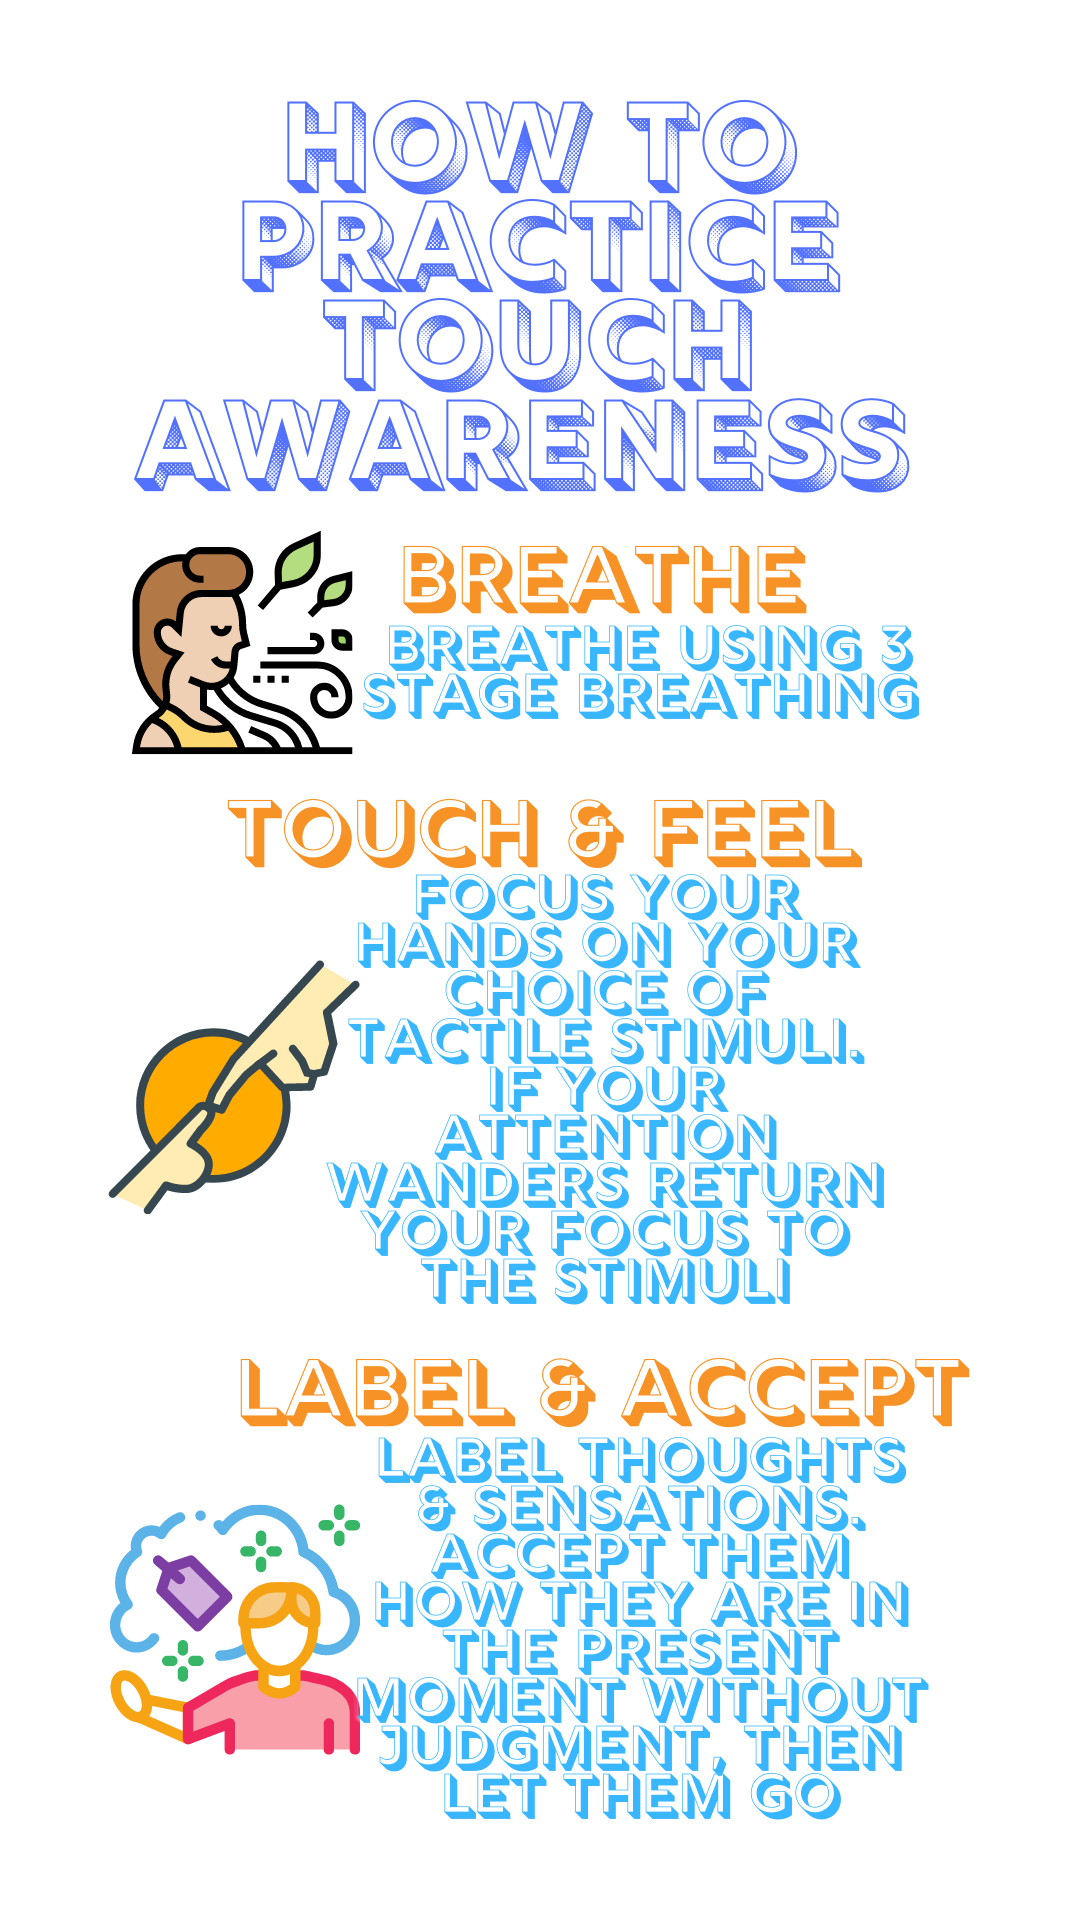 HOW TO
PRACTICE
TOUCH
AWARENESS
BREATHE
BREATHE USING 3
STAGE BREATHING
TOUCH & FEEL
FOCUS YOUR
HANDS ON YOUR
CHOICE OF
TACTILE STIMULI.
IF YOUR
ATTENTION
WANDERS RETURN
YOUR FOCUS TO
THE STIMULI
LABEL & ACCEPT
LABEL THOUGHTS
& SENSATIONS.
ACCEPT THEM
HOW THEY ARE IN
THE PRESENT
MOMENT WITHOUT
JUDGMENT, THEN
LET THEM GO